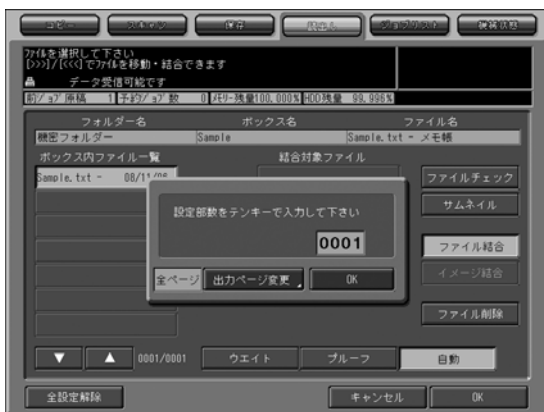 コピー スキャン 保存 読出し ジョブリスト 機械状態
ファイルを選択して下さい
[>>>]/[<<<]でファイルを移動・結合できます
データ受信可能です
前ジョブ原稿 1 予約ジョブ数 0 メモリー残量100.000% HDD残量 99.996%
フォルダー名 ボックス名 ファイル名
機密フォルダー Sample Sample.txt - メモ帳
ボックス内ファイル一覧 結合対象ファイル
Sample.txt - 08/11/06
ファイルチェック
サムネイル
設定部数をテンキーで入力して下さい
0001
ファイル結合
全ページ 出力ページ変更 OK
イメージ結合
ファイル削除
▼ ▲ 0001/0001 ウエイト プルーフ 自動
全設定解除 キャンセル OK